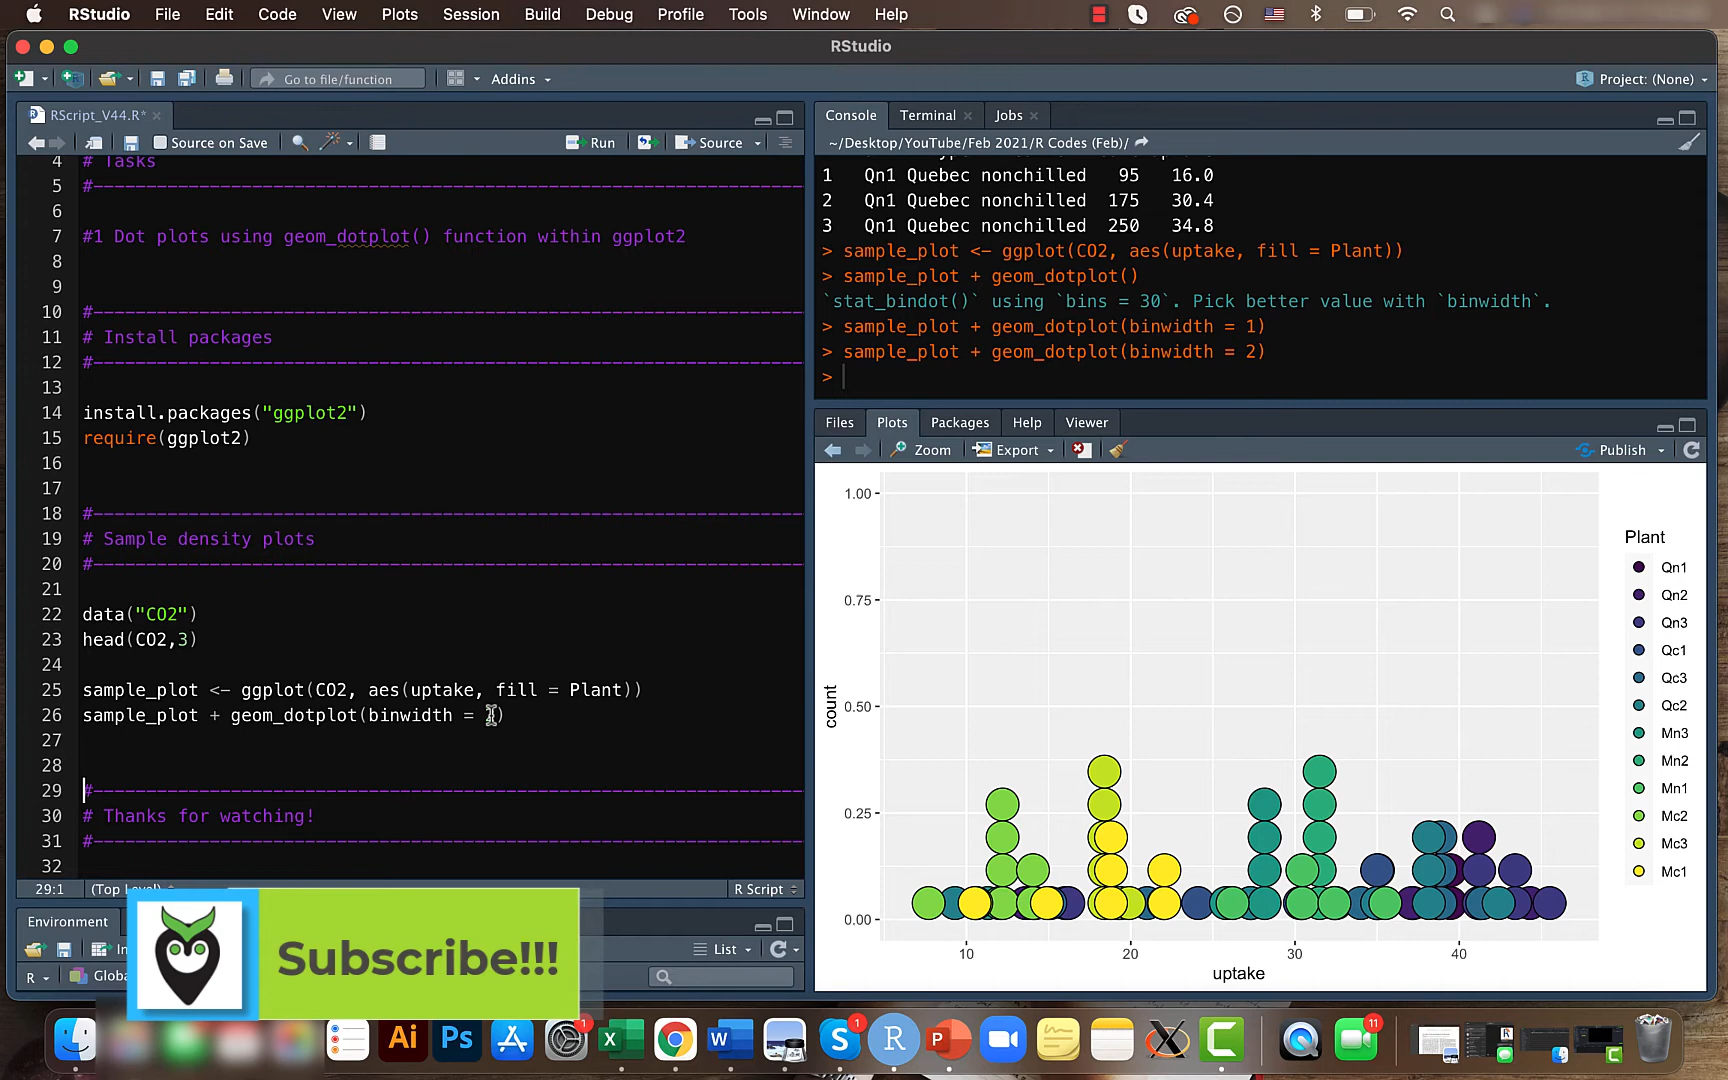 RStudio File Edit Code View Plots Session Build Debug Profile Tools Window Help
RStudio
Go to file/function Addins Project: (None)
RScript_V44.R*
Source on Save Run Source
4 # Tasks
5 #
6
7 #1 Dot plots using geom_dotplot() function within ggplot2
8
9
10 #
11 # Install packages
12 #
13
14 install.packages("ggplot2")
15 require(ggplot2)
16
17
18 #
19 # Sample density plots
20 #
21
22 data("CO2")
23 head(CO2,3)
24
25 sample_plot <- ggplot(CO2, aes(uptake, fill = Plant))
26 sample_plot + geom_dotplot(binwidth = )
27
28
29 #
30 # Thanks for watching!
31 #
32
29:1 (Top Level) R Script
Environment
List
R
Subscribe!!!
Console Terminal Jobs
~/Desktop/YouTube/Feb 2021/R Codes (Feb)/
1 Qn1 Quebec nonchilled 95 16.0
2 Qn1 Quebec nonchilled 175 30.4
3 Qn1 Quebec nonchilled 250 34.8
> sample_plot <- ggplot(CO2, aes(uptake, fill = Plant))
> sample_plot + geom_dotplot()
`stat_bindot()` using `bins = 30`. Pick better value with `binwidth`.
> sample_plot + geom_dotplot(binwidth = 1)
> sample_plot + geom_dotplot(binwidth = 2)
>
Files Plots Packages Help Viewer
Zoom Export Publish
1.00
0.75
0.50
0.25
0.00
count
10 20 30 40
uptake
Plant
Qn1
Qn2
Qn3
Qc1
Qc3
Qc2
Mn3
Mn2
Mn1
Mc2
Mc3
Mc1
Ai Ps 1 X W S 1 R P 11